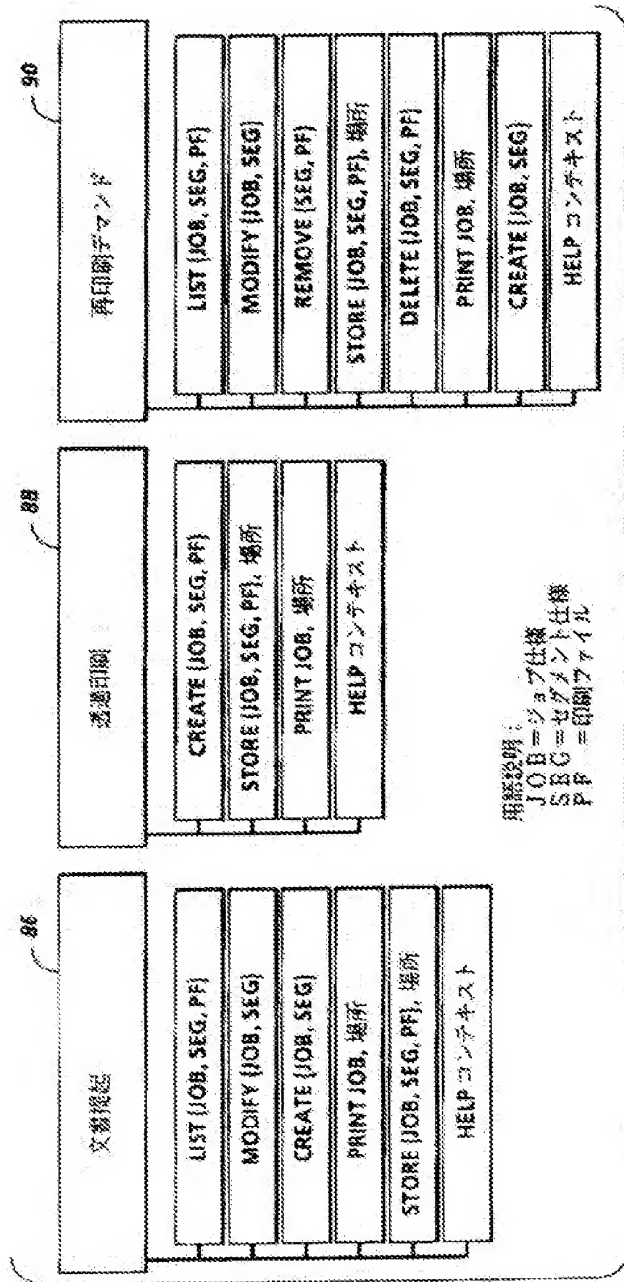 86
文書提起
LIST {JOB, SEG, PF}
MODIFY {JOB, SEG}
CREATE {JOB, SEG}
PRINT JOB, 場所
STORE {JOB, SEG, PF}, 場所
HELP コンテキスト
88
透過印刷
CREATE {JOB, SEG, PF}
STORE {JOB, SEG, PF}, 場所
PRINT JOB, 場所
HELP コンテキスト
90
再印刷デマンド
LIST {JOB, SEG, PF}
MODIFY {JOB, SEG}
REMOVE {SEG, PF}
STORE {JOB, SEG, PF}, 場所
DELETE {JOB, SEG, PF}
PRINT JOB, 場所
CREATE {JOB, SEG}
HELP コンテキスト
用語説明：
JOB＝ジョブ仕様
SEG＝セグメント仕様
PF ＝印刷ファイル